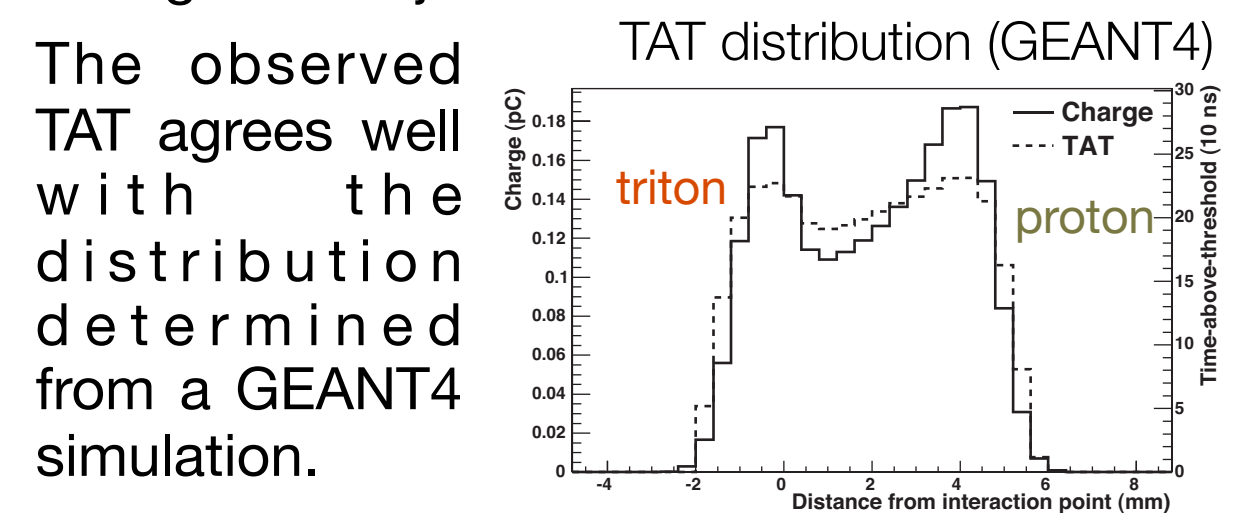 The observed
TAT agrees well
with the
distribution
determined
from a GEANT4
simulation.
TAT distribution (GEANT4)
Charge (pC)
0.18
0.16
0.14
0.12
0.1
0.08
0.06
0.04
0.02
0
triton
proton
Charge
TAT
30
25
20
15
10
5
0
Time-above-threshold (10 ns)
-4 -2 0 2 4 6 8
Distance from interaction point (mm)